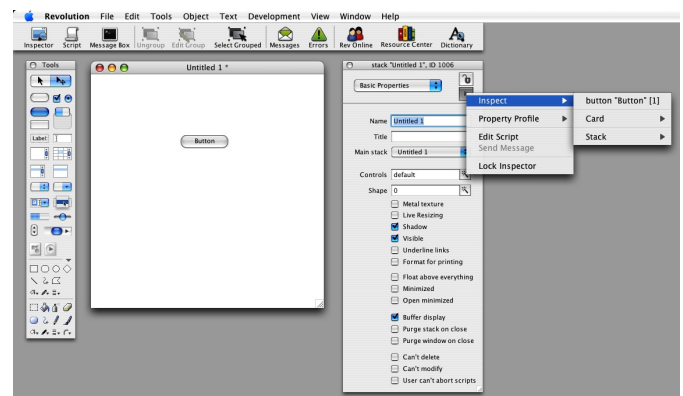 Revolution File Edit Tools Object Text Development View Window Help
Inspector Script Message Box Ungroup Edit Group Select Grouped Messages Errors Rev Online Resource Center Dictionary
Tools
Label:
Untitled 1 *
Button
stack "Untitled 1", ID 1006
Basic Properties
Name Untitled 1
Title
Main stack Untitled 1
Controls default
Shape 0
Metal texture
Live Resizing
Shadow
Visible
Underline links
Format for printing
Float above everything
Minimized
Open minimized
Buffer display
Purge stack on close
Purge window on close
Can't delete
Can't modify
User can't abort scripts
Inspect
Property Profile
Edit Script
Send Message
Lock Inspector
button "Button" [1]
Card
Stack